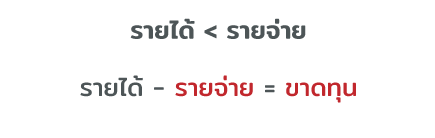 รายได้ < รายจ่าย
รายได้ - รายจ่าย = ขาดทุน